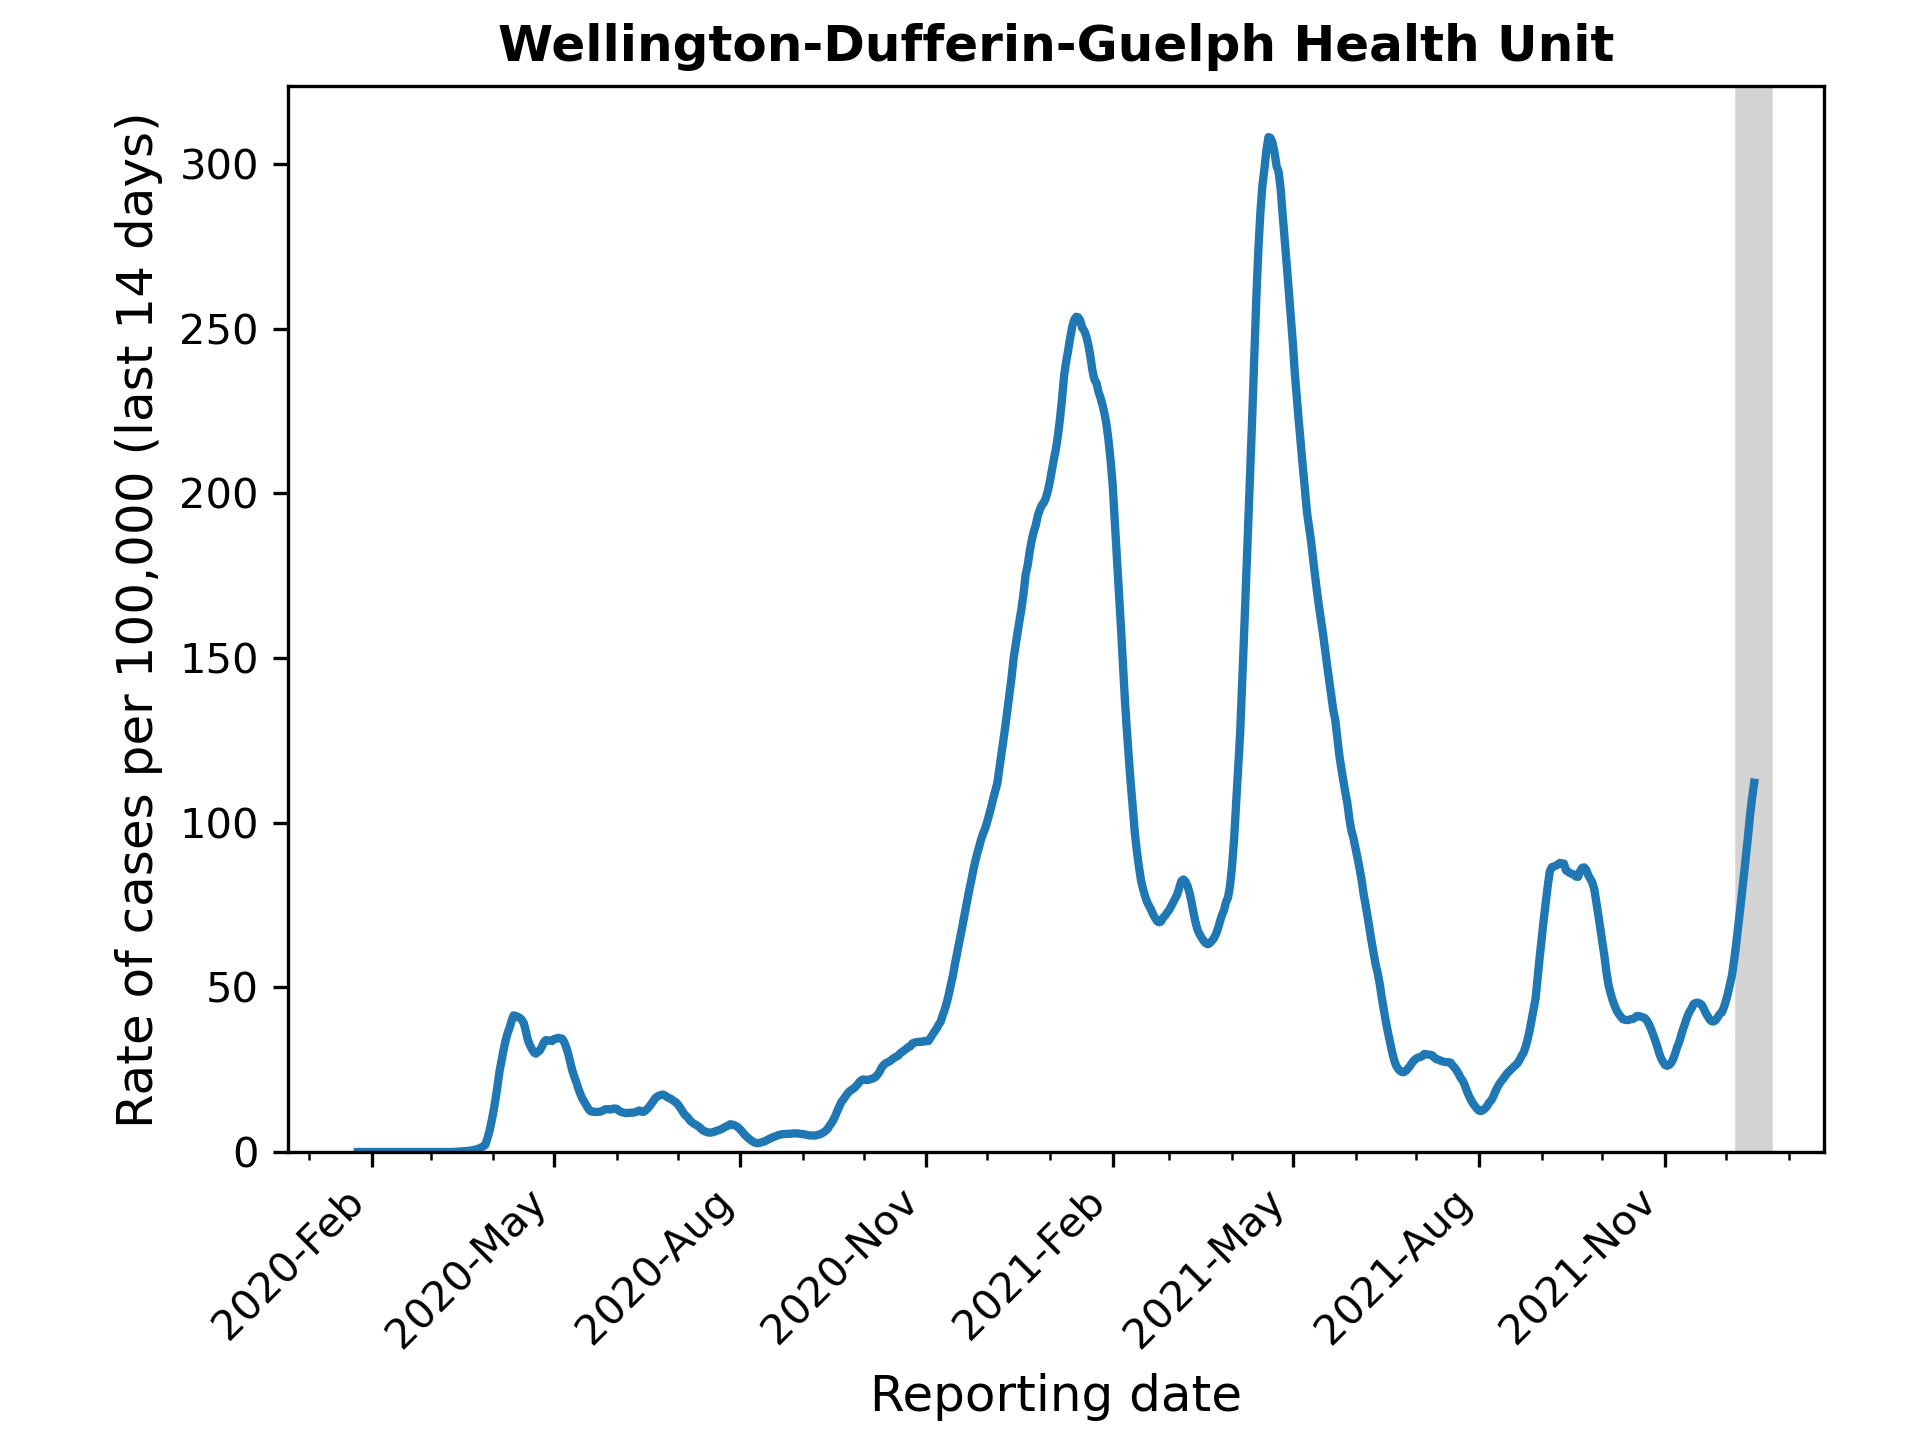 Wellington-Dufferin-Guelph Health Unit
Rate of cases per 100,000 (last 14 days)
300
250
200
150
100
50
0
2020-Feb
2020-May
2020-Aug
2020-Nov
2021-Feb
2021-May
2021-Aug
2021-Nov
Reporting date